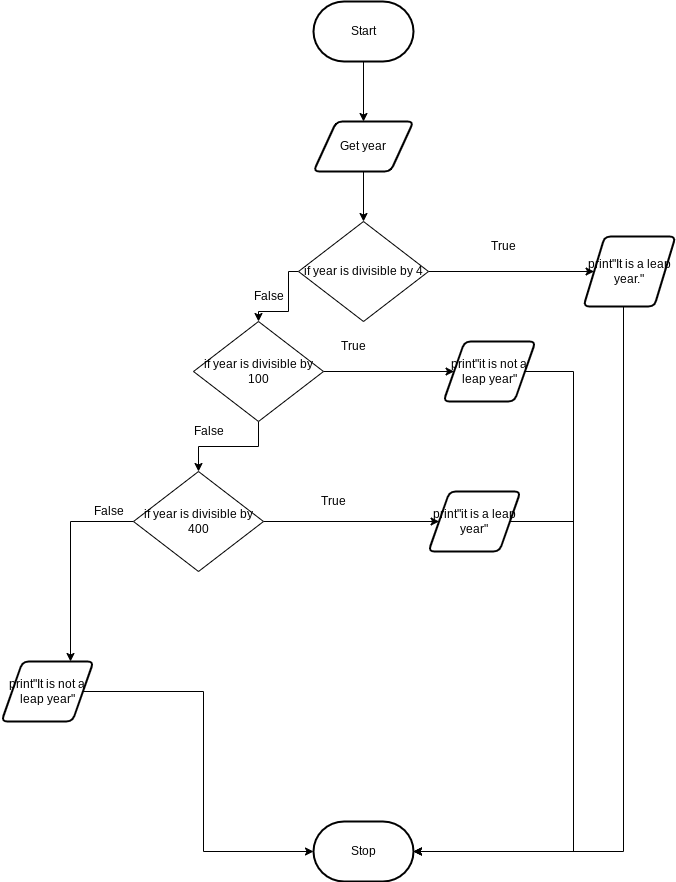 Start
Get year
if year is divisible by 4
True
print"It is a leap
year."
False
if year is divisible by
100
True
print"it is not a
leap year"
False
if year is divisible by
400
True
print"it is a leap
year"
False
print"It is not a
leap year"
Stop